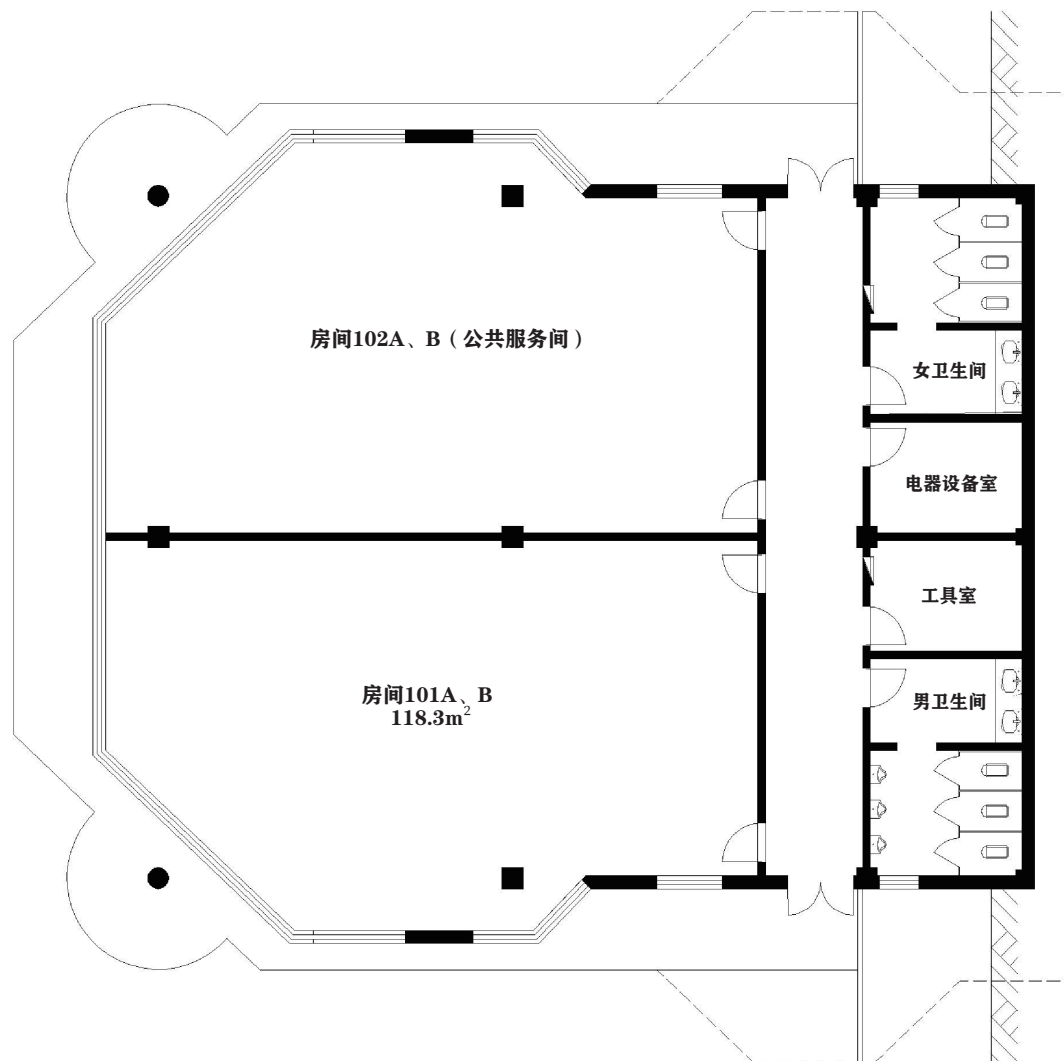 房间102A、B（公共服务间）
女卫生间
电器设备室
工具室
房间101A、B
118.3m²
男卫生间